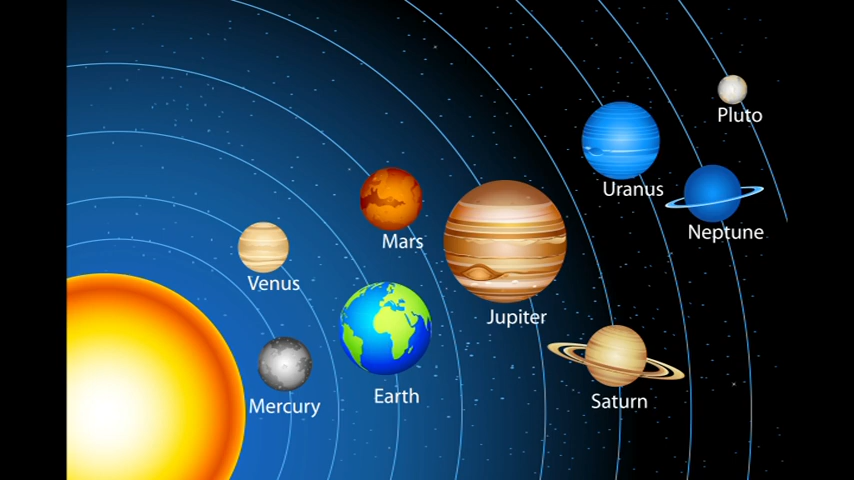 Pluto
Uranus
Neptune
Mars
Venus
Jupiter
Earth
Saturn
Mercury